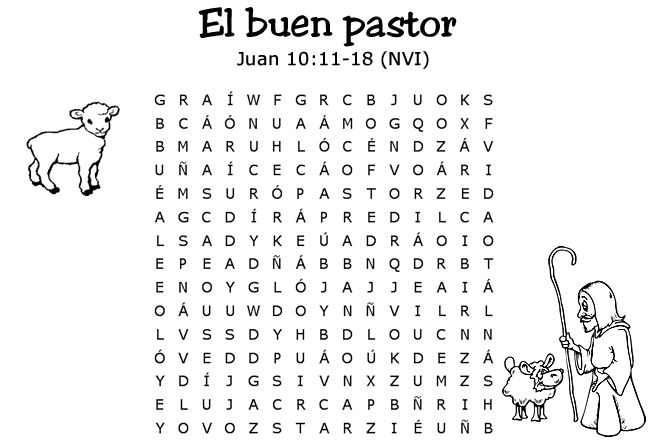 El buen pastor
Juan 10:11-18 (NVI)
G R A Í W F G R C B J U O K S
B C Á Ó N U A Á M O G Q O X F
B M A R U H L Ó C É N D Z Á V
U Ñ A Í C E C Á O F V O Á R I
É M S U R Ó P A S T O R Z E D
A G C D Í R Á P R E D I L C A
L S A D Y K E Ú A D R Á O I O
E P E A D Ñ Á B B N Q D R B T
E N O Y G L Ó J A J J E A I Á
O Á U U W D O Y N Ñ V I L R L
L V S S D Y H B D L O U C N N
Ó V E D D P U Á O Ú K D E Z Á
Y D Í J G S I V N X Z U M Z S
E L U J A C R C A P B Ñ R I H
Y O V O Z S T A R Z I É U Ñ B